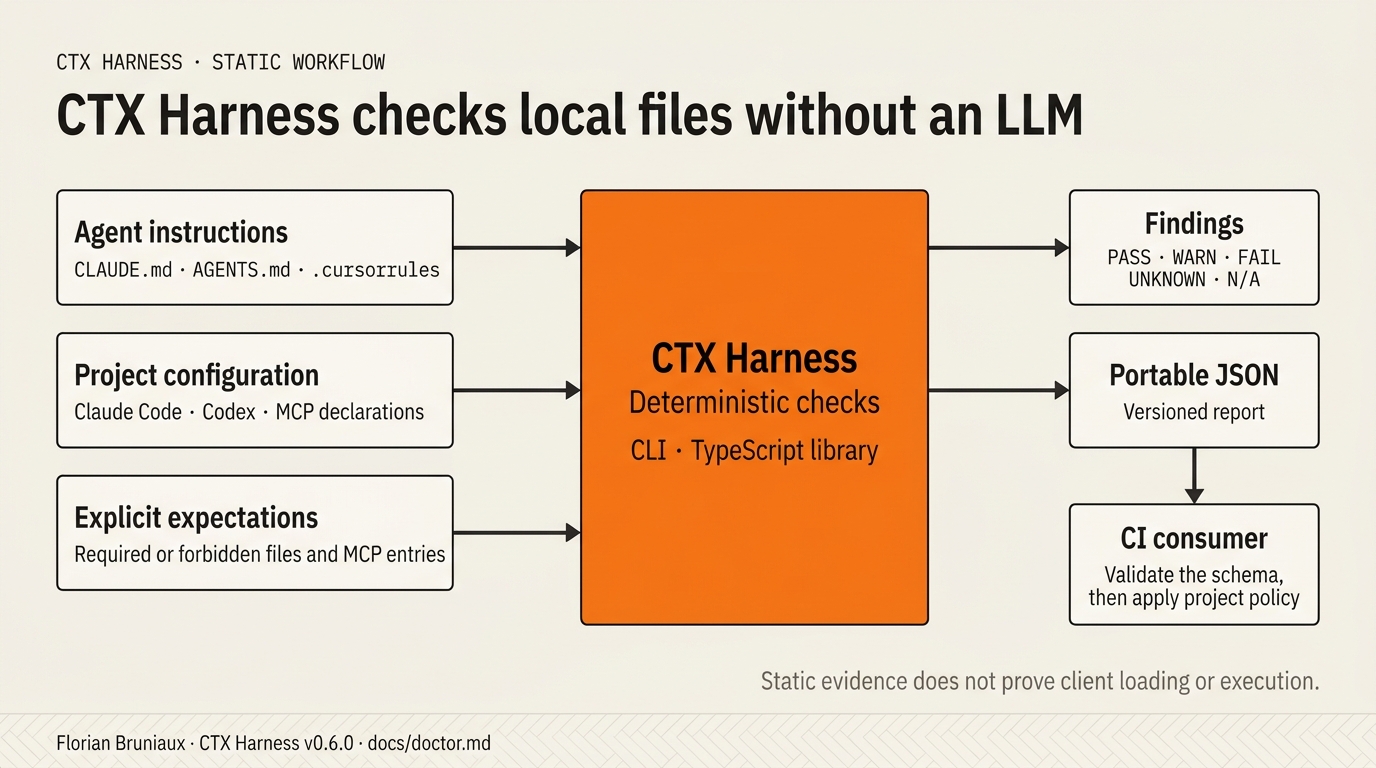 CTX HARNESS · STATIC WORKFLOW
CTX Harness checks local files without an LLM
Agent instructions
CLAUDE.md · AGENTS.md · .cursorrules
Project configuration
Claude Code · Codex · MCP declarations
Explicit expectations
Required or forbidden files and MCP entries
CTX Harness
Deterministic checks
CLI · TypeScript library
Findings
PASS · WARN · FAIL
UNKNOWN · N/A
Portable JSON
Versioned report
CI consumer
Validate the schema,
then apply project policy
Static evidence does not prove client loading or execution.
Florian Bruniaux · CTX Harness v0.6.0 · docs/doctor.md